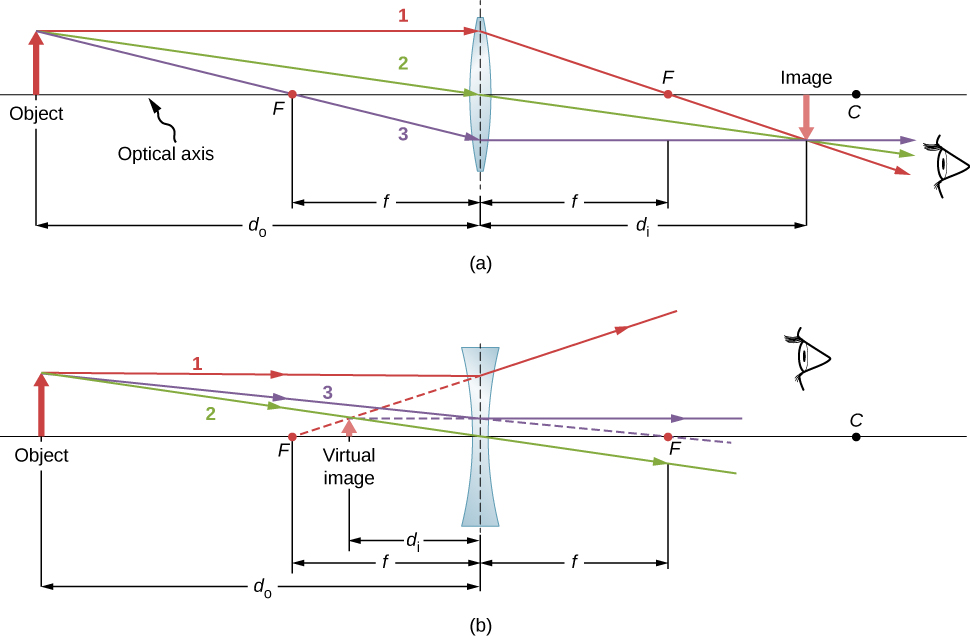 1
2
F
Image
Object
F
C
3
Optical axis
f
f
dₒ
dᵢ
(a)
1
3
2
Object
F
Virtual
image
F
C
dᵢ
f
f
dₒ
(b)